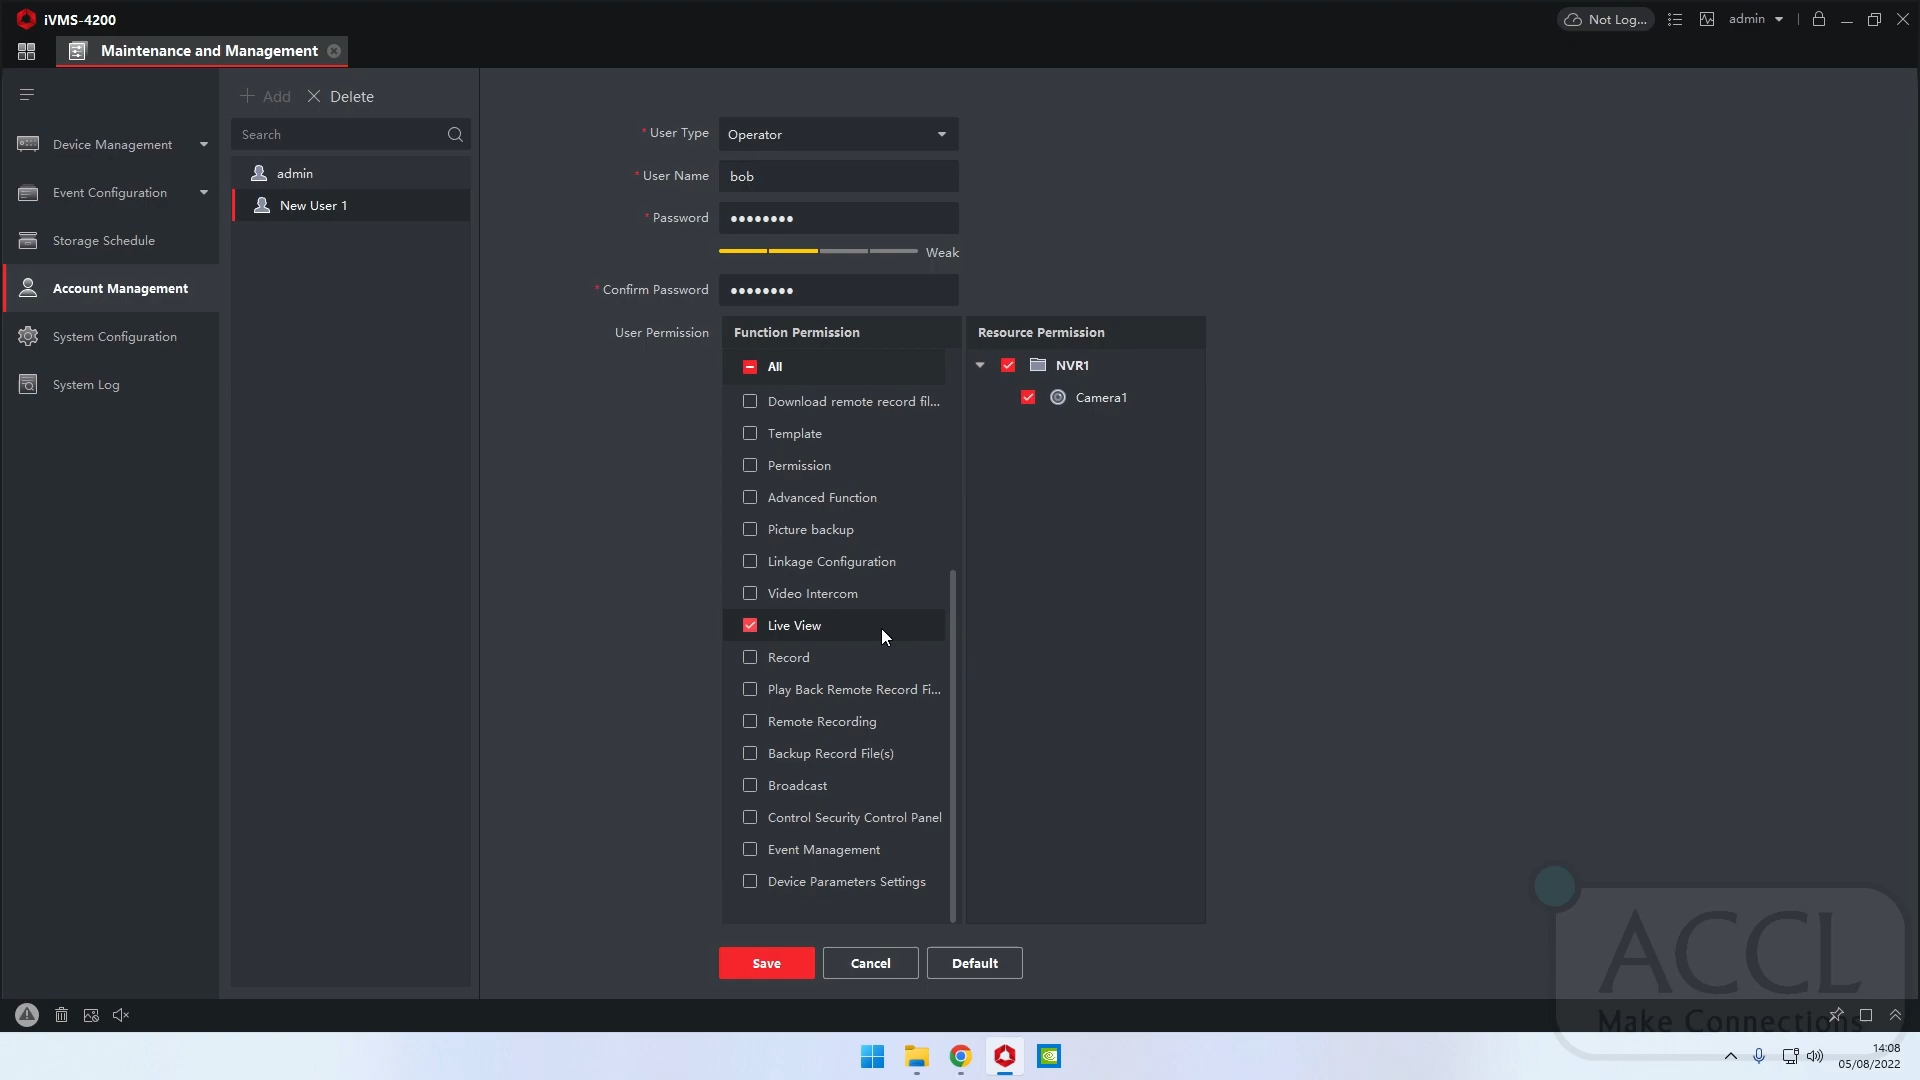 iVMS-4200
Not Log...
admin
Maintenance and Management
Add
Delete
Search
admin
New User 1
Device Management
Event Configuration
Storage Schedule
Account Management
System Configuration
System Log
* User Type
Operator
* User Name
bob
* Password
●●●●●●●●
Weak
* Confirm Password
●●●●●●●●
User Permission
Function Permission
All
Download remote record fil...
Template
Permission
Advanced Function
Picture backup
Linkage Configuration
Video Intercom
Live View
Record
Play Back Remote Record Fi...
Remote Recording
Backup Record File(s)
Broadcast
Control Security Control Panel
Event Management
Device Parameters Settings
Resource Permission
NVR1
Camera1
Save
Cancel
Default
ACCL
Make Connections
14:08
05/08/2022